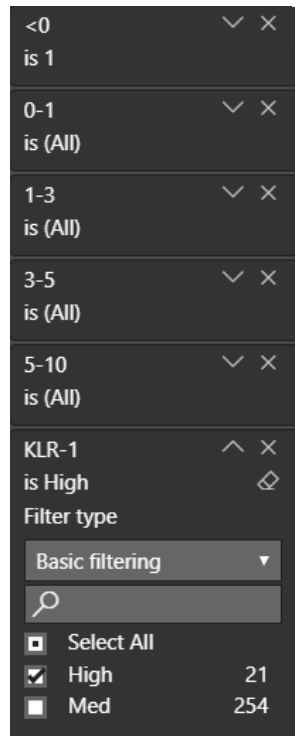 <0
is 1
0-1
is (All)
1-3
is (All)
3-5
is (All)
5-10
is (All)
KLR-1
is High
Filter type
Basic filtering
Select All
High 21
Med 254